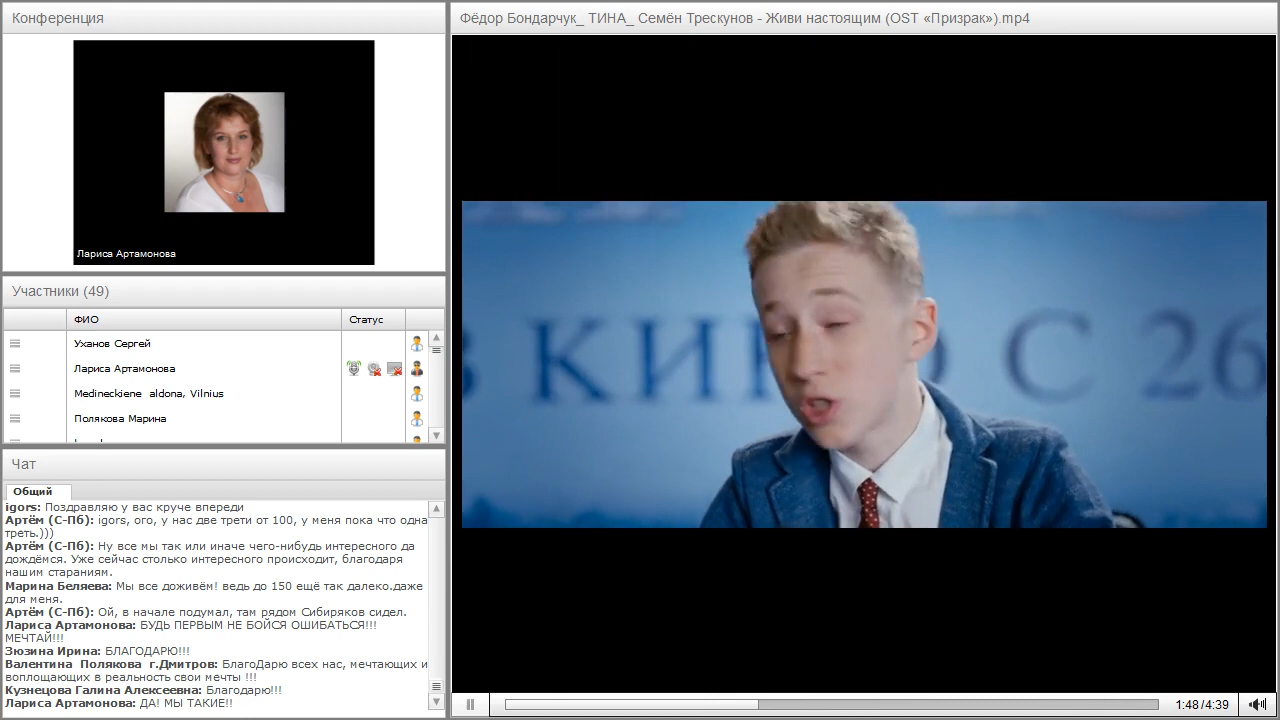 Конференция
Лариса Артамонова
Участники (49)
ФИО
Статус
Уханов Сергей
Лариса Артамонова
Medineckiene aldona, Vilnius
Полякова Марина
Чат
Общий
igors: Поздравляю у вас круче впереди
Артём (С-Пб): igors, ого, у нас две трети от 100, у меня пока что одна
треть.)))
Артём (С-Пб): Ну все мы так или иначе чего-нибудь интересного да
дождёмся. Уже сейчас столько интересного происходит, благодаря
нашим стараниям.
Марина Беляева: Мы все доживём! ведь до 150 ещё так далеко.даже
для меня.
Артём (С-Пб): Ой, в начале подумал, там рядом Сибиряков сидел.
Лариса Артамонова: БУДЬ ПЕРВЫМ НЕ БОЙСЯ ОШИБАТЬСЯ!!!
МЕЧТАЙ!!!
Зюзина Ирина: БЛАГОДАРЮ!!!
Валентина Полякова г.Дмитров: БлагоДарю всех нас, мечтающих и
воплощающих в реальность свои мечты !!!
Кузнецова Галина Алексеевна: Благодарю!!!
Лариса Артамонова: ДА! МЫ ТАКИЕ!!
Фёдор Бондарчук_ ТИНА_ Семён Трескунов - Живи настоящим (OST «Призрак»).mp4
В КИНО С 26
1:48 / 4:39